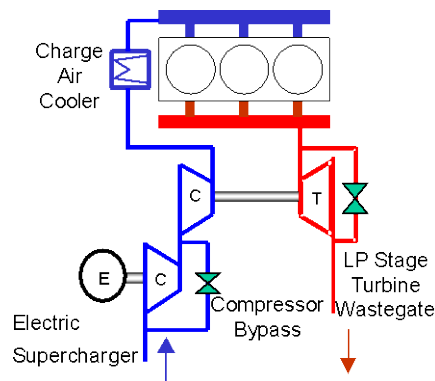 Charge
Air
Cooler
C
T
E
C
LP Stage
Turbine
Wastegate
Compressor
Bypass
Electric
Supercharger